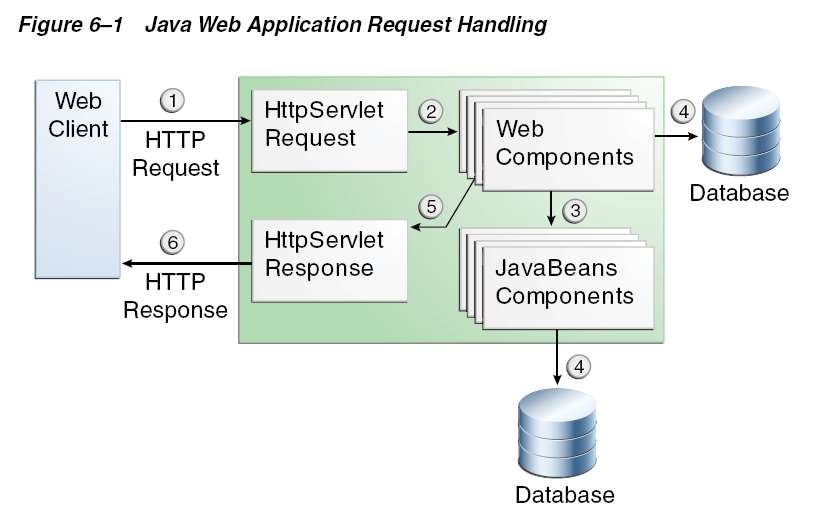 Figure 6–1 Java Web Application Request Handling
Web
Client
1
HTTP
Request
HttpServlet
Request
2
Web
Components
4
Database
5
3
6
HTTP
Response
HttpServlet
Response
JavaBeans
Components
4
Database